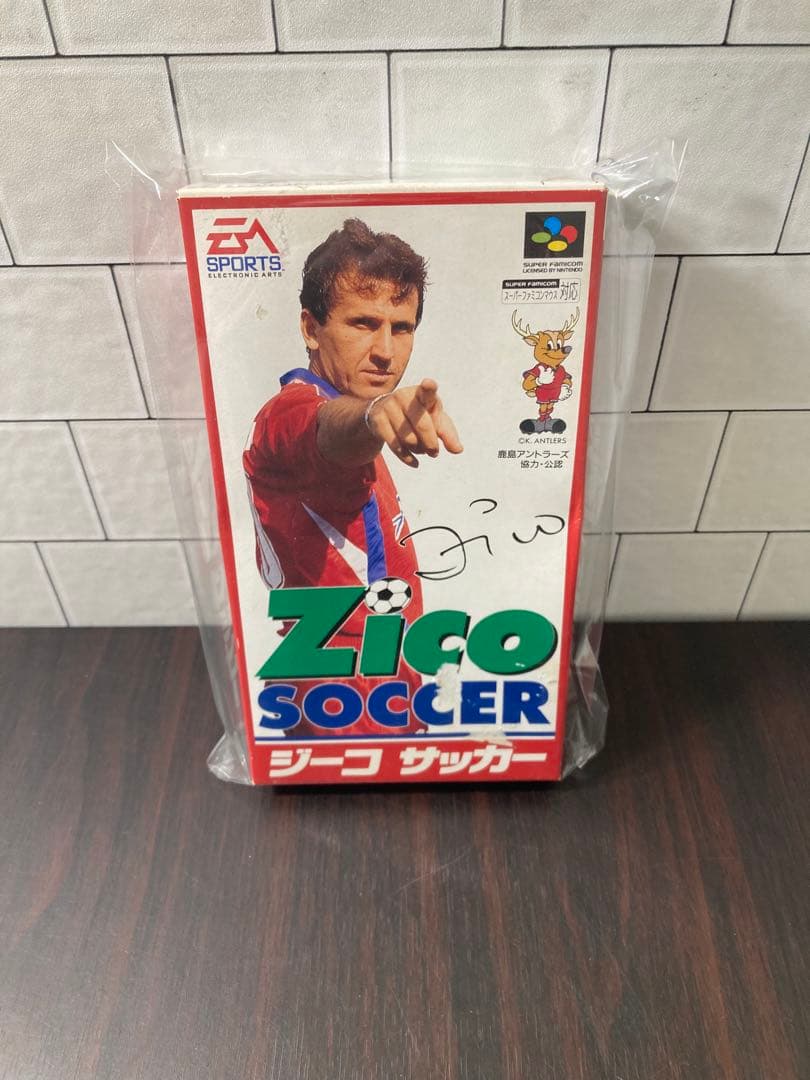 EA
SPORTS
ELECTRONIC ARTS
SUPER FAMICOM
LICENSED BY NINTENDO
SUPER FAMICOM
スーパーファミコンマウス対応
©K. ANTLERS
鹿島アントラーズ
協力・公認
Zico
Zico
SOCCER
ジーコ サッカー